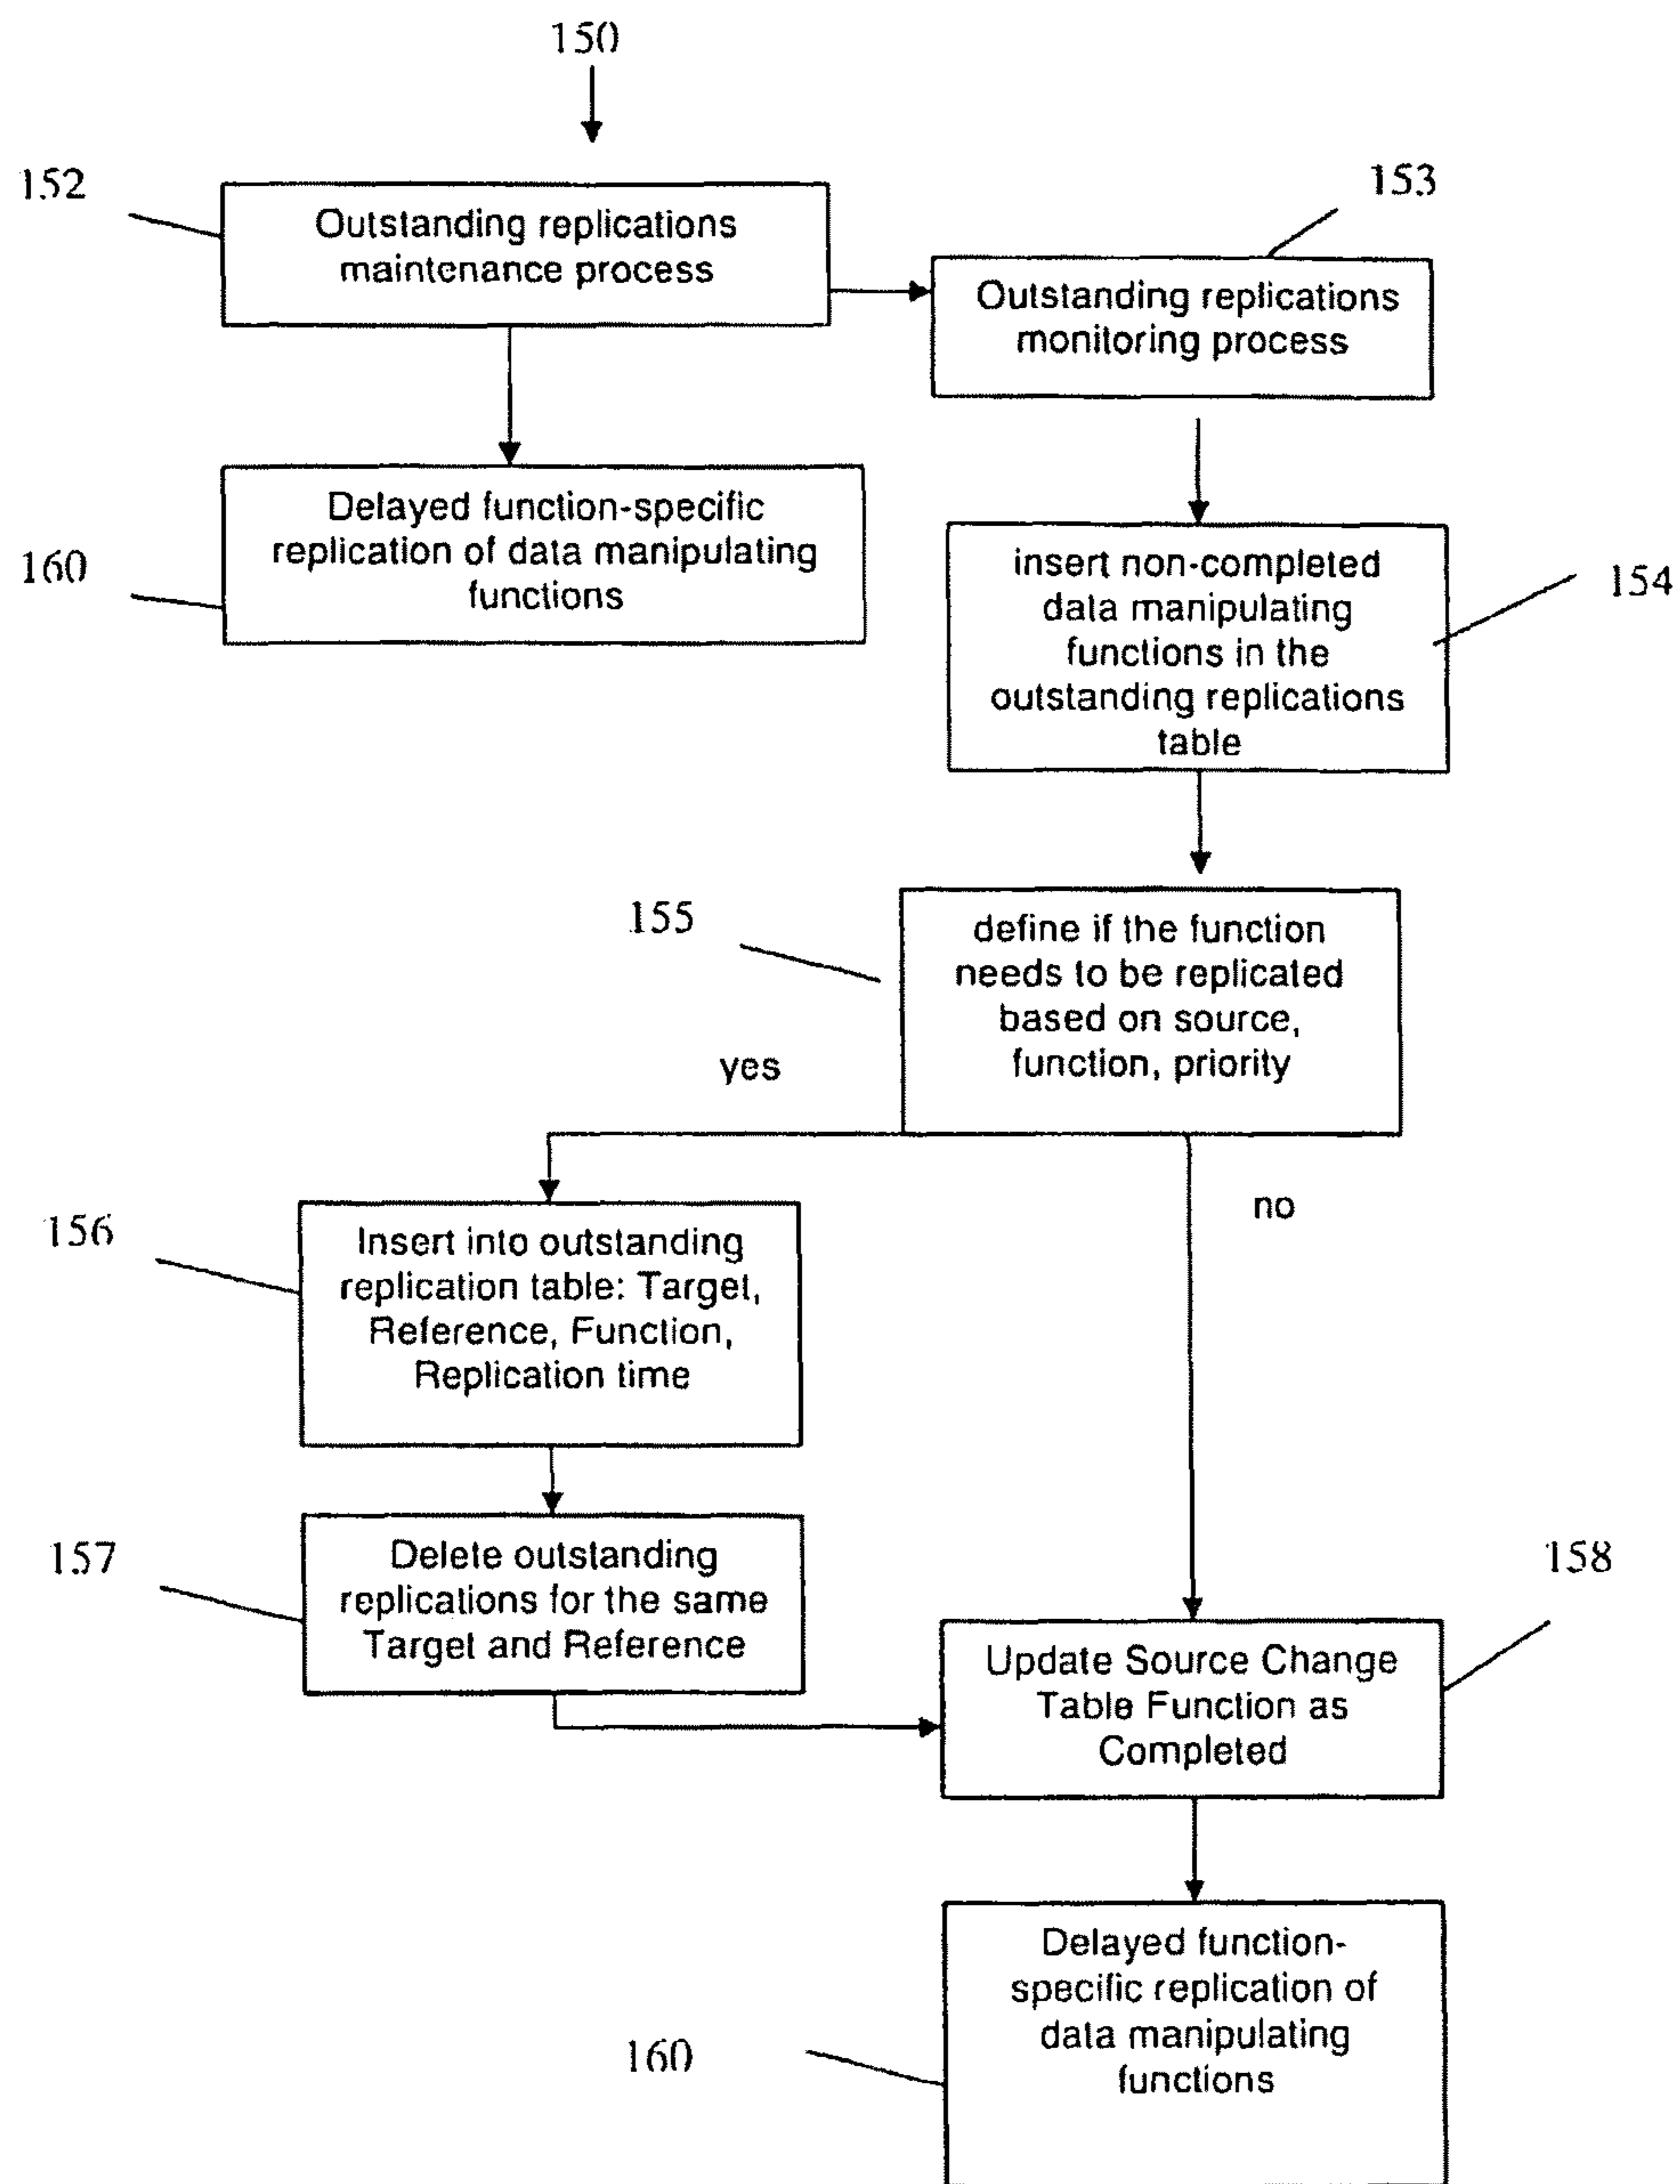 150
152
Outstanding replications
maintenance process
153
Outstanding replications
monitoring process
160
Delayed function-specific
replication of data manipulating
functions
insert non-completed
data manipulating
functions in the
outstanding replications
table
154
155
define if the function
needs to be replicated
based on source,
function, priority
yes
no
156
Insert into outstanding
replication table: Target,
Reference, Function,
Replication time
157
Delete outstanding
replications for the same
Target and Reference
158
Update Source Change
Table Function as
Completed
160
Delayed function-
specific replication of
data manipulating
functions